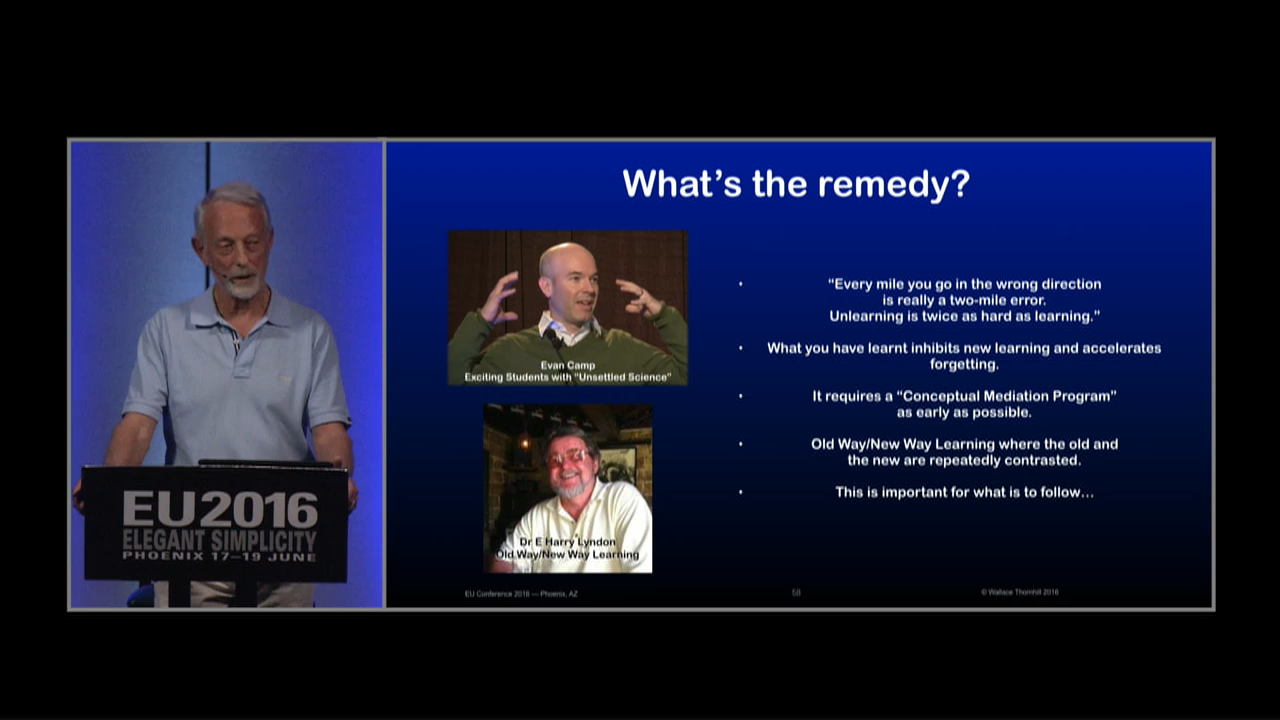 What's the remedy?
Evan Camp
Exciting Students with "Unsettled Science"
Dr E Harry Lyndon
Old Way/New Way Learning
• "Every mile you go in the wrong direction
is really a two-mile error.
Unlearning is twice as hard as learning."
• What you have learnt inhibits new learning and accelerates
forgetting.
• It requires a "Conceptual Mediation Program"
as early as possible.
• Old Way/New Way Learning where the old and
the new are repeatedly contrasted.
• This is important for what is to follow…
EU2016
ELEGANT SIMPLICITY
PHOENIX 17–19 JUNE
EU Conference 2016 — Phoenix, AZ
58
© Wallace Thornhill 2016